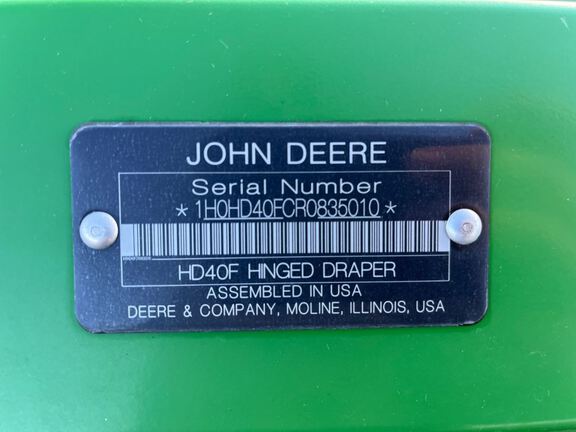 JOHN DEERE
Serial Number
*1H0HD40FCR0835010*
HD40F HINGED DRAPER
ASSEMBLED IN USA
DEERE & COMPANY, MOLINE, ILLINOIS, USA